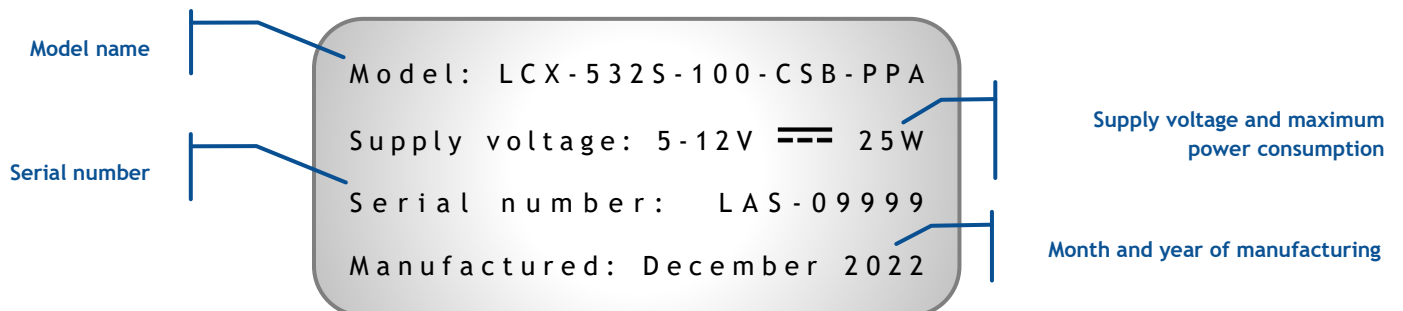 Model name
Model: LCX-532S-100-CSB-PPA
Supply voltage: 5-12V 25W
Supply voltage and maximum
power consumption
Serial number
Serial number: LAS-09999
Manufactured: December 2022
Month and year of manufacturing